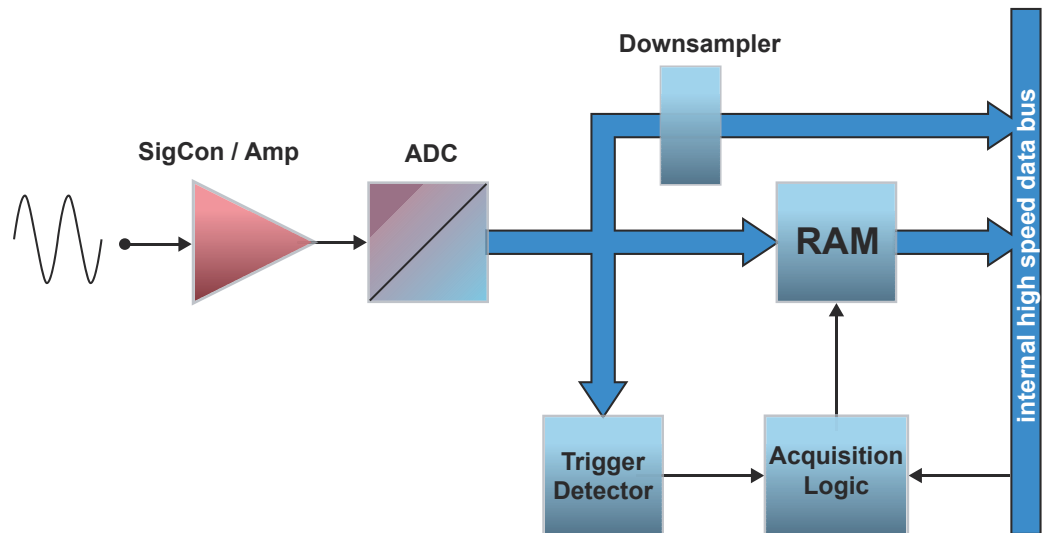 Downsampler
SigCon / Amp
ADC
RAM
internal high speed data bus
Trigger
Detector
Acquisition
Logic